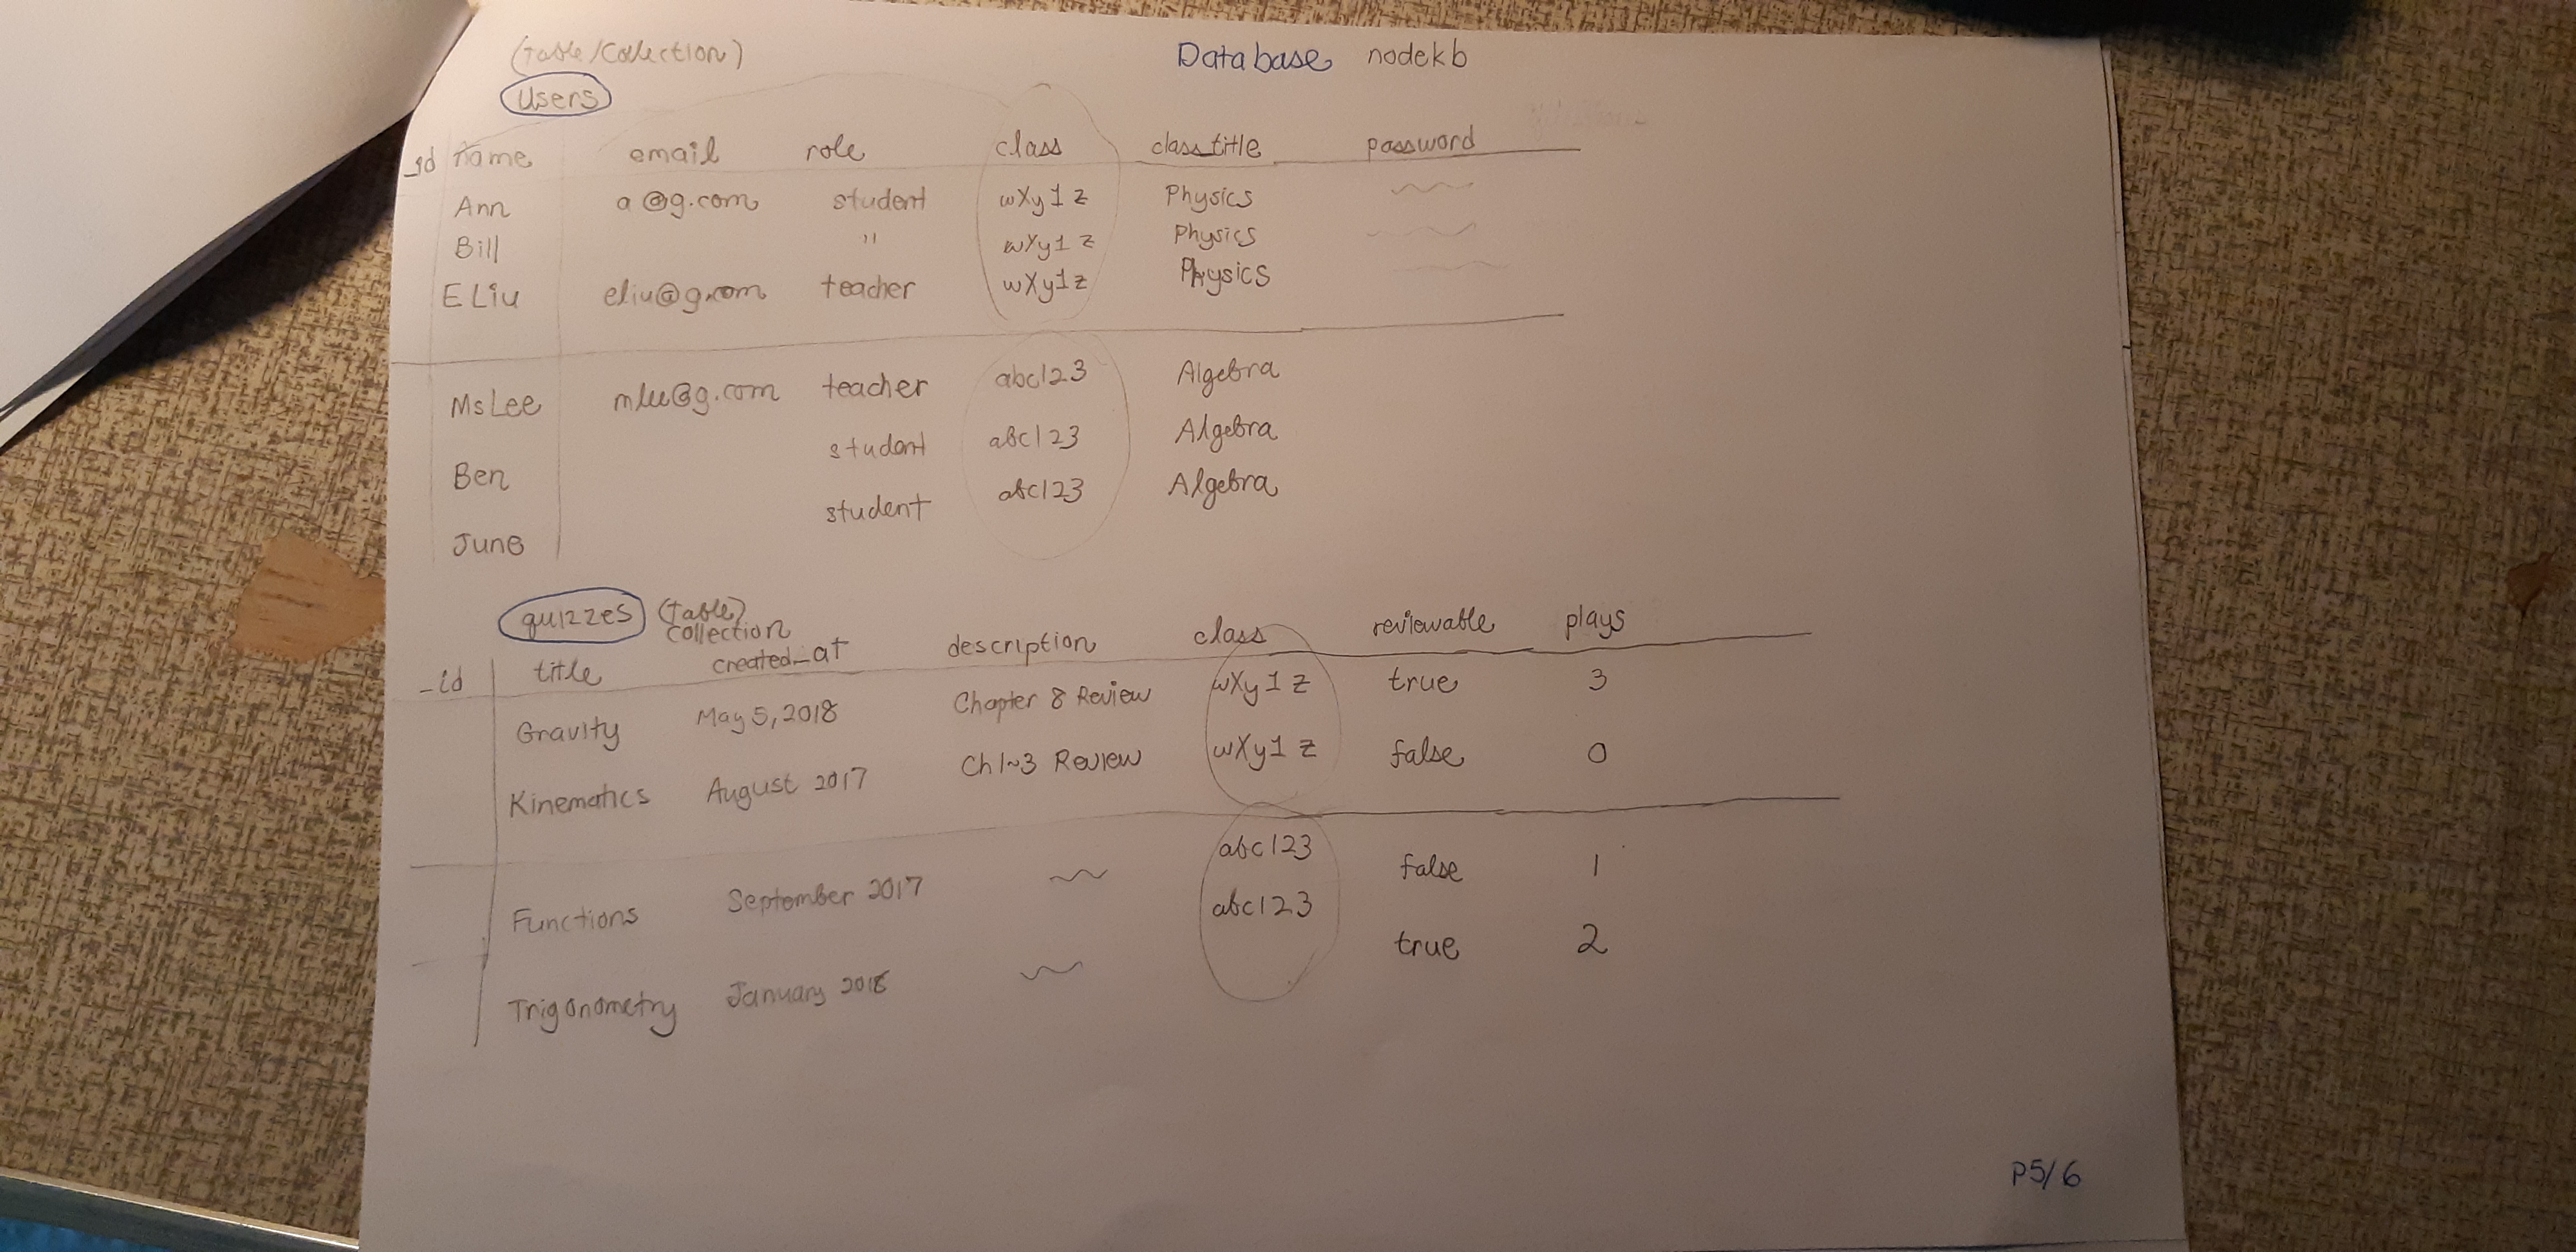 Database nodekb
(Table/Collection)
Users
_id name email role class class_title password
Ann a@g.com student wXy1z Physics
Bill " wXy1z Physics
E Liu eliu@g.com teacher wXy1z Physics
Ms Lee mlu@g.com teacher abc123 Algebra
Ben student abc123 Algebra
June student abc123 Algebra
quizzes (table) collection
_id title created_at description class reviewable plays
Gravity May 5, 2018 Chapter 8 Review wXy1z true 3
Kinematics August 2017 Ch 1~3 Review wXy1z false 0
Functions September 2017 ~ abc123 false 1
Trigonometry January 2018 ~ abc123 true 2
P5/6